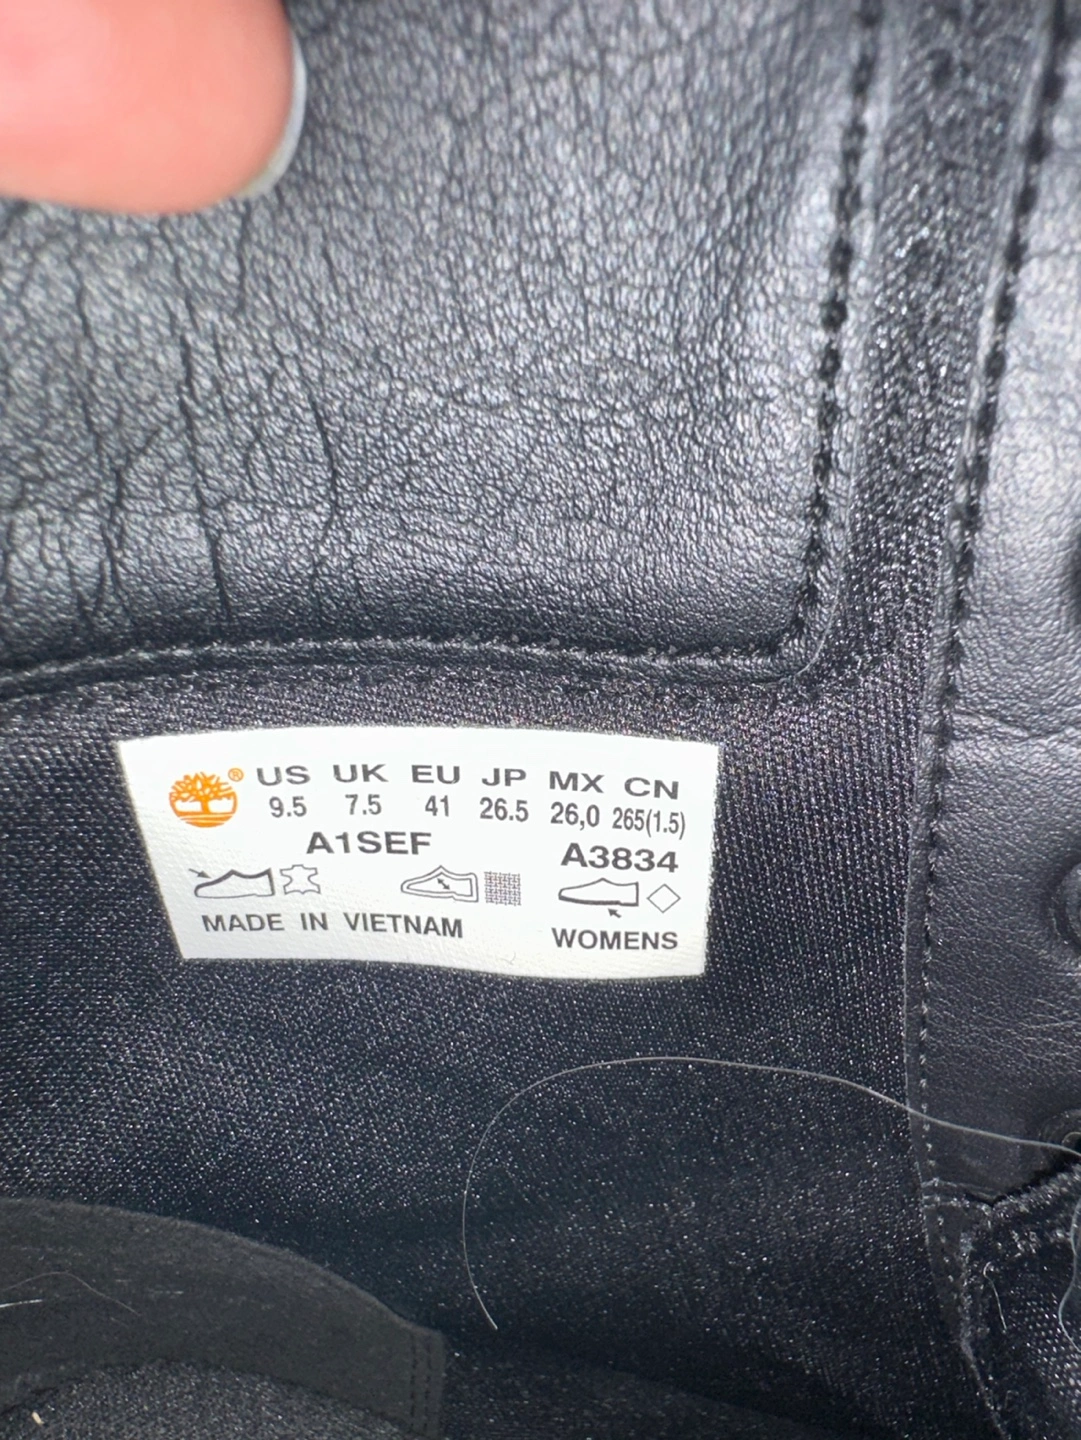 ® US UK EU JP MX CN
9.5 7.5 41 26.5 26,0 265(1.5)
A1SEF A3834
MADE IN VIETNAM WOMENS